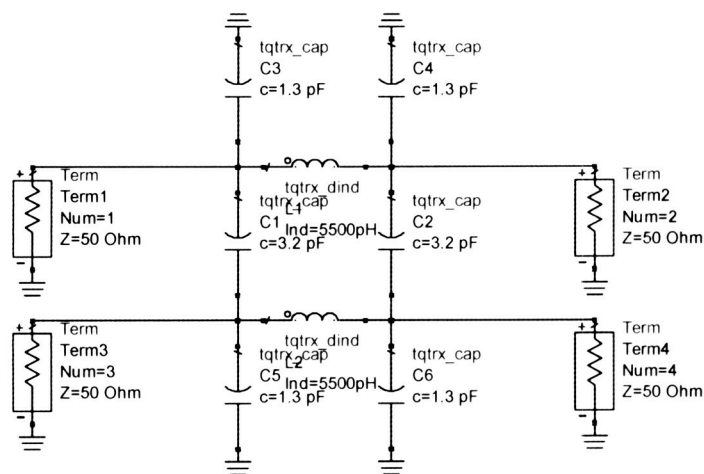 tqtrx_cap
C3
c=1.3 pF
tqtrx_cap
C4
c=1.3 pF
+
Term
Term1
Num=1
Z=50 Ohm
-
tqtrx_dind
L1
Ind=5500pH
tqtrx_cap
C1
c=3.2 pF
tqtrx_cap
C2
c=3.2 pF
+
Term
Term2
Num=2
Z=50 Ohm
-
+
Term
Term3
Num=3
Z=50 Ohm
-
tqtrx_dind
L2
Ind=5500pH
tqtrx_cap
C5
c=1.3 pF
tqtrx_cap
C6
c=1.3 pF
+
Term
Term4
Num=4
Z=50 Ohm
-